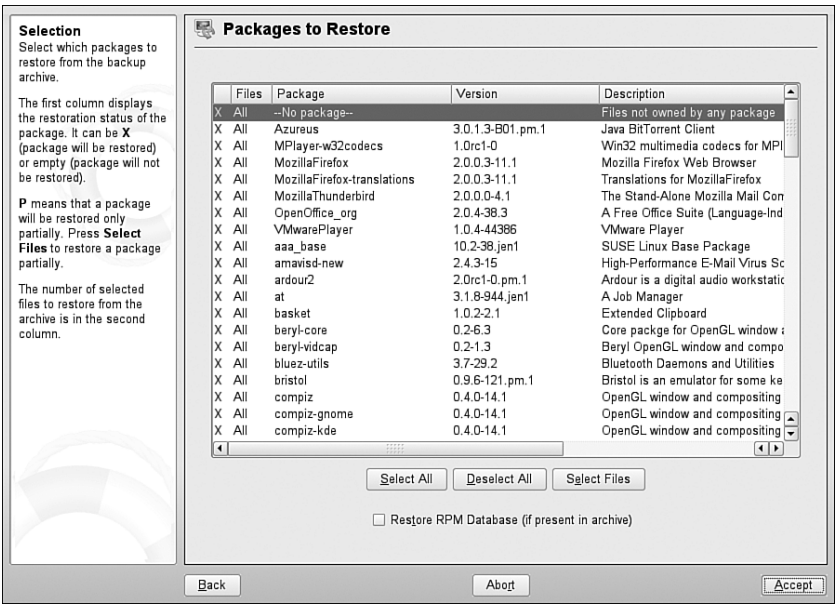 Selection
Select which packages to
restore from the backup
archive.
The first column displays
the restoration status of the
package. It can be X
(package will be restored)
or empty (package will not
be restored).
P means that a package
will be restored only
partially. Press Select
Files to restore a package
partially.
The number of selected
files to restore from the
archive is in the second
column.
Packages to Restore
Files Package Version Description
X All --No package-- Files not owned by any package
X All Azureus 3.0.1.3-B01.pm.1 Java BitTorrent Client
X All MPlayer-w32codecs 1.0rc1-0 Win32 multimedia codecs for MPl
X All MozillaFirefox 2.0.0.3-11.1 Mozilla Firefox Web Browser
X All MozillaFirefox-translations 2.0.0.3-11.1 Translations for MozillaFirefox
X All MozillaThunderbird 2.0.0.0-4.1 The Stand-Alone Mozilla Mail Com
X All OpenOffice_org 2.0.4-38.3 A Free Office Suite (Language-Ind
X All VMwarePlayer 1.0.4-44386 VMware Player
X All aaa_base 10.2-38.jen1 SUSE Linux Base Package
X All amavisd-new 2.4.3-15 High-Performance E-Mail Virus Sc
X All ardour2 2.0rc1-0.pm.1 Ardour is a digital audio workstatic
X All at 3.1.8-944.jen1 A Job Manager
X All basket 1.0.2-2.1 Extended Clipboard
X All beryl-core 0.2-6.3 Core packge for OpenGL window a
X All beryl-vidcap 0.2-1.3 Beryl OpenGL window and compo
X All bluez-utils 3.7-29.2 Bluetooth Daemons and Utilities
X All bristol 0.9.6-121.pm.1 Bristol is an emulator for some ke
X All compiz 0.4.0-14.1 OpenGL window and compositing
X All compiz-gnome 0.4.0-14.1 OpenGL window and compositing
X All compiz-kde 0.4.0-14.1 OpenGL window and compositing
Select All Deselect All Select Files
Restore RPM Database (if present in archive)
Back Abort Accept